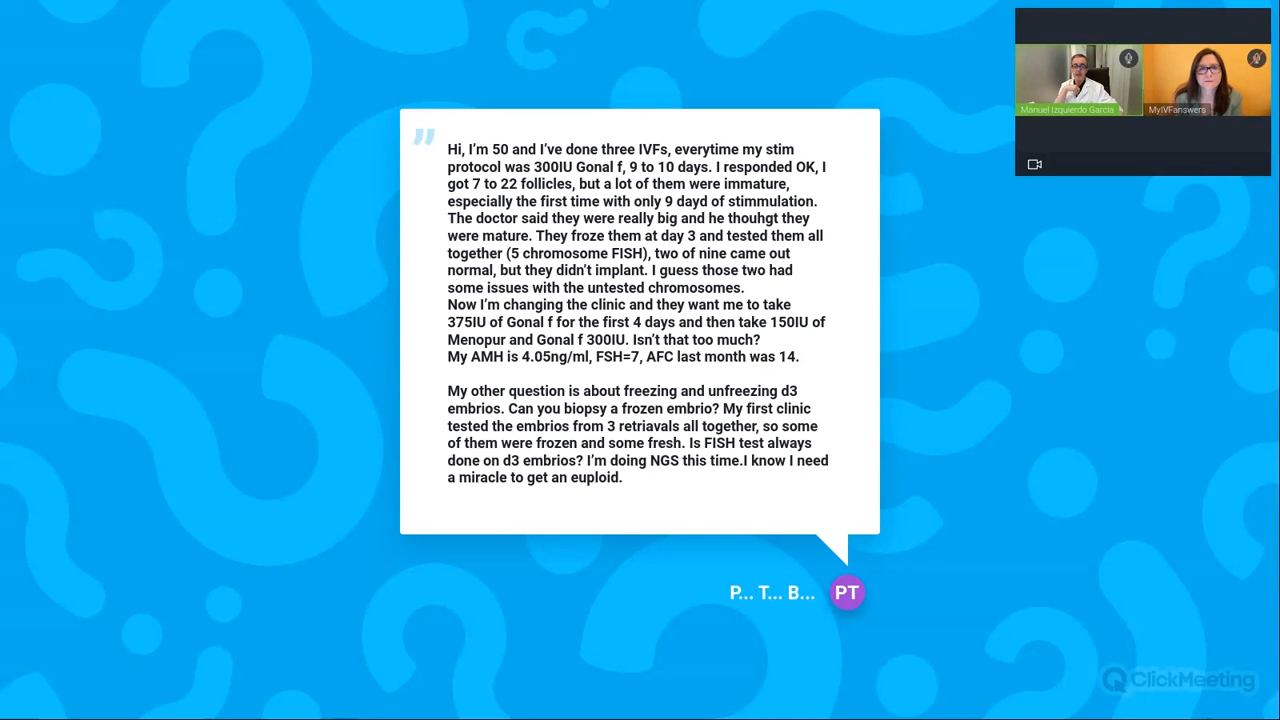 Manuel Izquierdo Garcia
MyIVFanswers
Hi, I'm 50 and I've done three IVFs, everytime my stim
protocol was 300IU Gonal f, 9 to 10 days. I responded OK, I
got 7 to 22 follicles, but a lot of them were immature,
especially the first time with only 9 dayd of stimmulation.
The doctor said they were really big and he thouhgt they
were mature. They froze them at day 3 and tested them all
together (5 chromosome FISH), two of nine came out
normal, but they didn't implant. I guess those two had
some issues with the untested chromosomes.
Now I'm changing the clinic and they want me to take
375IU of Gonal f for the first 4 days and then take 150IU of
Menopur and Gonal f 300IU. Isn't that too much?
My AMH is 4.05ng/ml, FSH=7, AFC last month was 14.
My other question is about freezing and unfreezing d3
embrios. Can you biopsy a frozen embrio? My first clinic
tested the embrios from 3 retriavals all together, so some
of them were frozen and some fresh. Is FISH test always
done on d3 embrios? I'm doing NGS this time.I know I need
a miracle to get an euploid.
P... T... B... PT
ClickMeeting